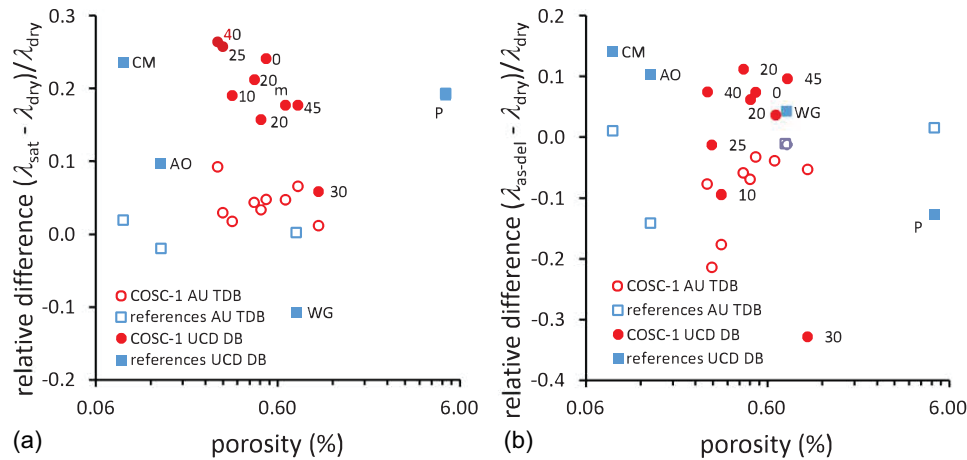 relative difference (λsat - λdry)/λdry
0.3
0.2
0.1
0.0
-0.1
-0.2
40
25
0
20
m
10
20
45
30
CM
AO
P
WG
COSC-1 AU TDB
references AU TDB
COSC-1 UCD DB
references UCD DB
0.06
0.60
6.00
(a)
porosity (%)
relative difference (λas-del - λdry)/λdry
0.2
0.1
0.0
-0.1
-0.2
-0.3
-0.4
CM
AO
20
45
40
0
20
WG
25
10
P
30
COSC-1 AU TDB
references AU TDB
COSC-1 UCD DB
references UCD DB
0.06
0.60
6.00
(b)
porosity (%)